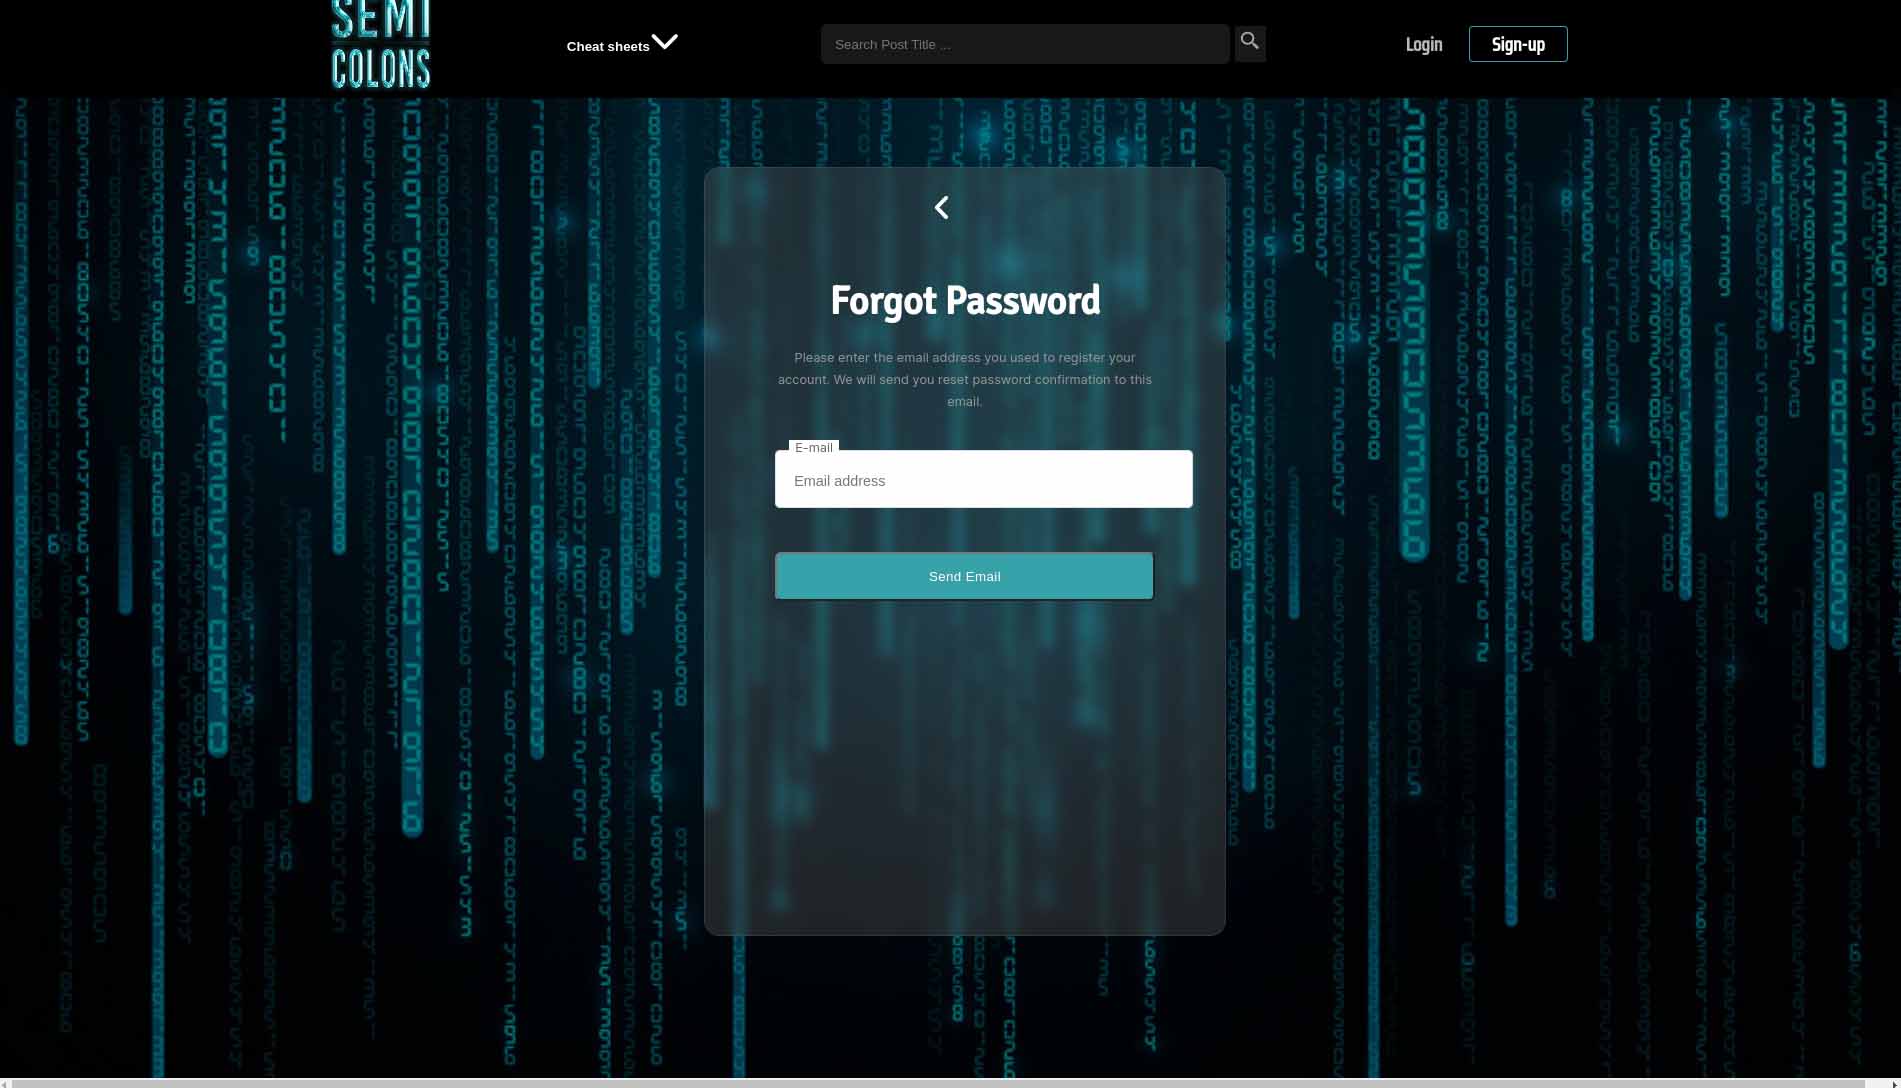 SEMI
COLONS
Cheat sheets
Search Post Title ...
Login
Sign-up
Forgot Password
Please enter the email address you used to register your
account. We will send you reset password confirmation to this
email.
E-mail
Email address
Send Email